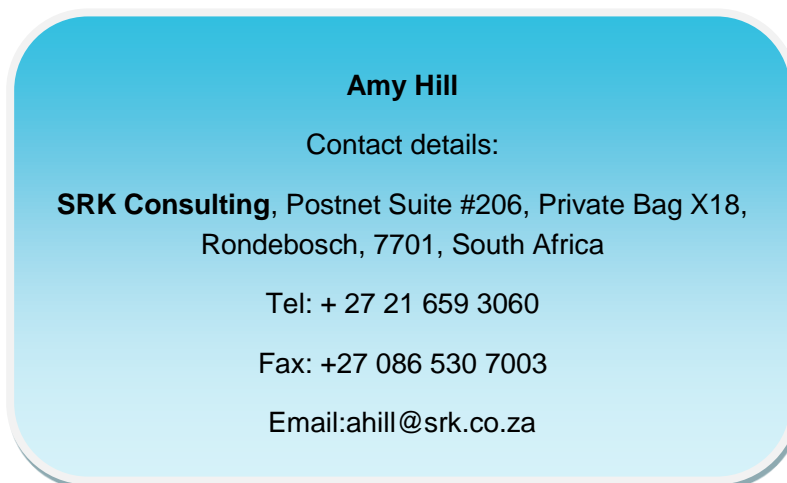 Amy Hill
Contact details:
SRK Consulting, Postnet Suite #206, Private Bag X18,
Rondebosch, 7701, South Africa
Tel: + 27 21 659 3060
Fax: +27 086 530 7003
Email:ahill@srk.co.za